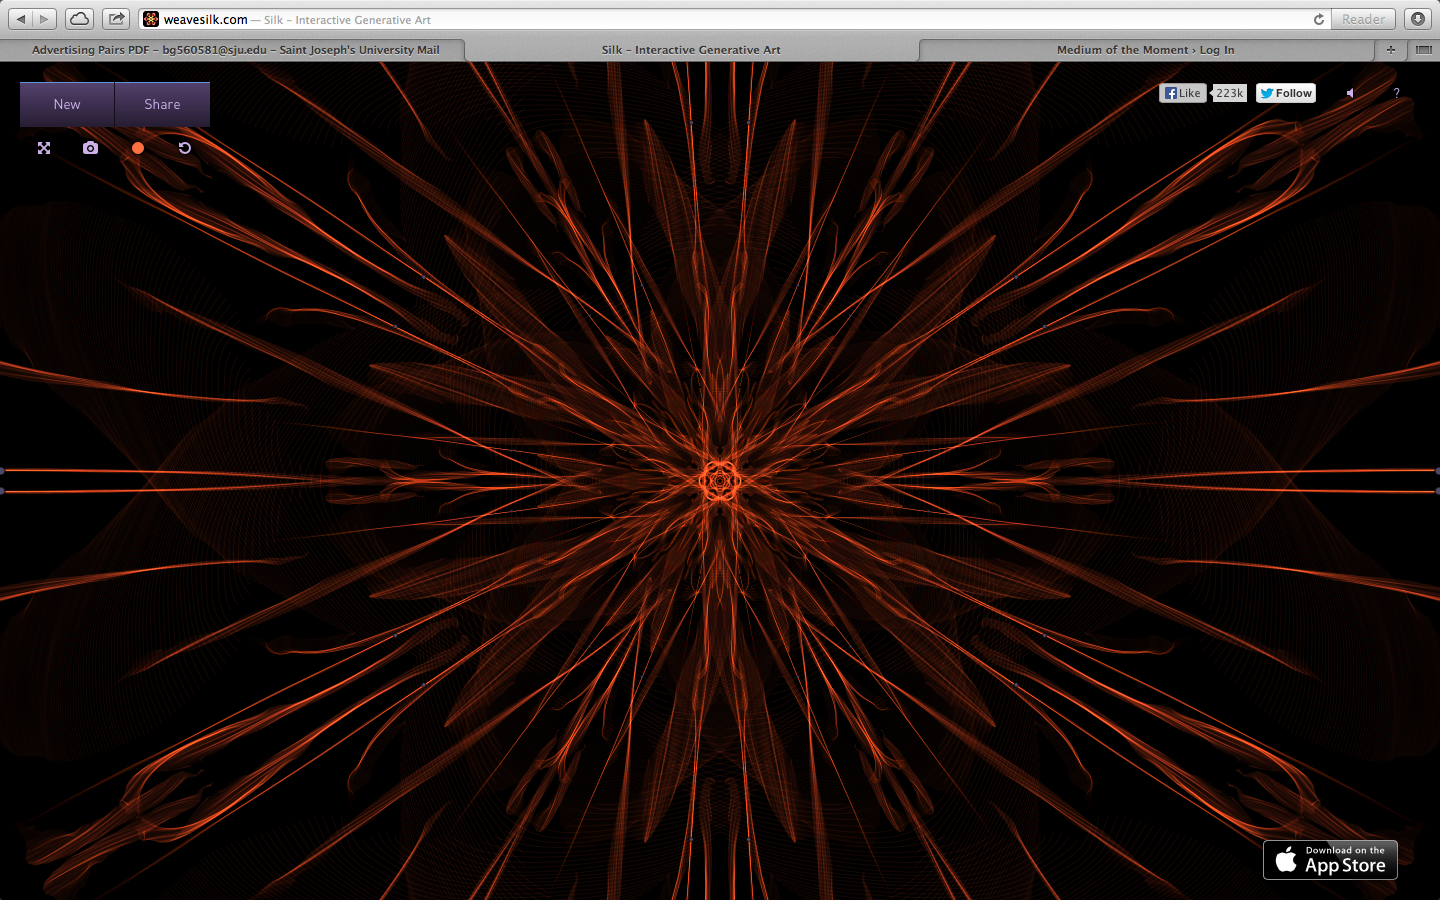 weavesilk.com — Silk – Interactive Generative Art
Reader
Advertising Pairs PDF – bg560581@sju.edu – Saint Joseph's University Mail
Silk – Interactive Generative Art
Medium of the Moment › Log In
New
Share
Like
223k
Follow
?
Download on the
App Store